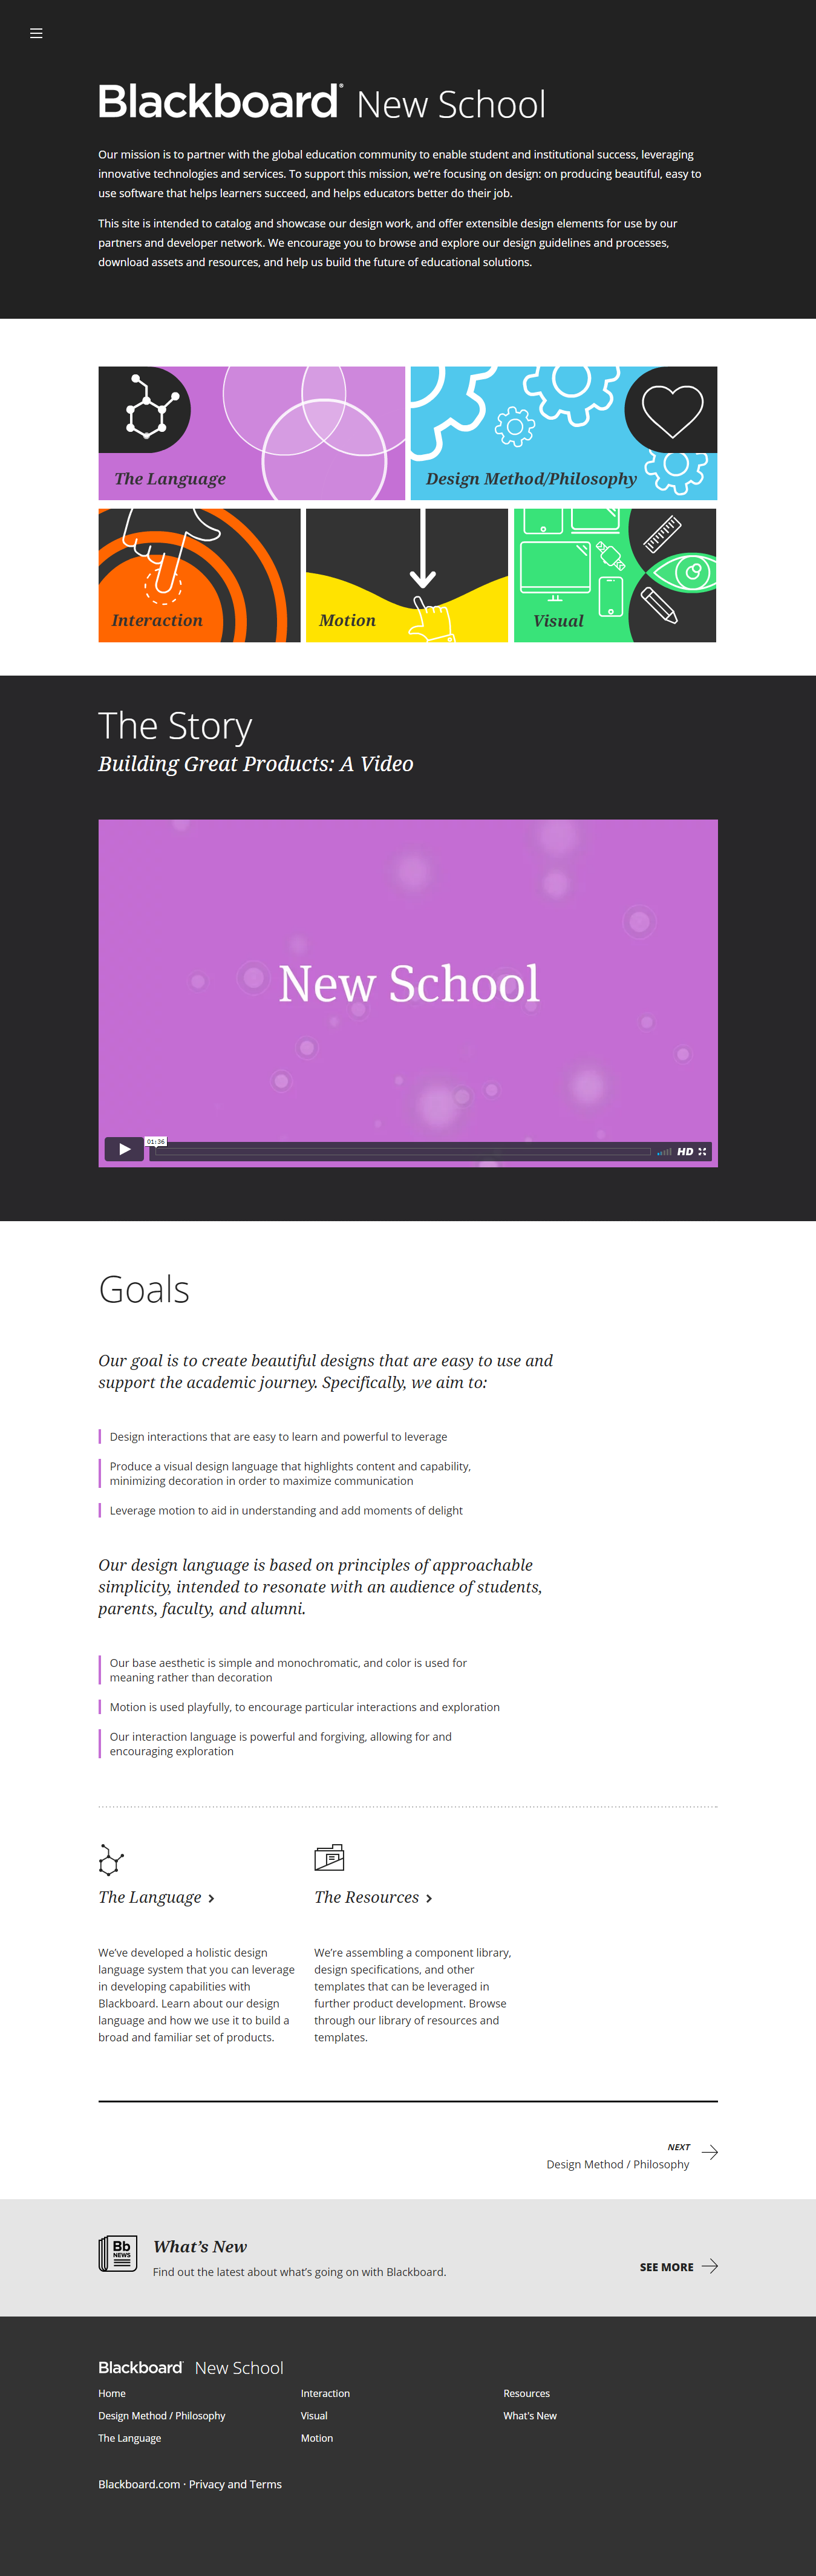 Blackboard® New School
Our mission is to partner with the global education community to enable student and institutional success, leveraging
innovative technologies and services. To support this mission, we're focusing on design: on producing beautiful, easy to
use software that helps learners succeed, and helps educators better do their job.
This site is intended to catalog and showcase our design work, and offer extensible design elements for use by our
partners and developer network. We encourage you to browse and explore our design guidelines and processes,
download assets and resources, and help us build the future of educational solutions.
The Language
Design Method/Philosophy
Interaction
Motion
Visual
The Story
Building Great Products: A Video
New School
01:36
HD
Goals
Our goal is to create beautiful designs that are easy to use and
support the academic journey. Specifically, we aim to:
Design interactions that are easy to learn and powerful to leverage
Produce a visual design language that highlights content and capability,
minimizing decoration in order to maximize communication
Leverage motion to aid in understanding and add moments of delight
Our design language is based on principles of approachable
simplicity, intended to resonate with an audience of students,
parents, faculty, and alumni.
Our base aesthetic is simple and monochromatic, and color is used for
meaning rather than decoration
Motion is used playfully, to encourage particular interactions and exploration
Our interaction language is powerful and forgiving, allowing for and
encouraging exploration
The Language
We've developed a holistic design
language system that you can leverage
in developing capabilities with
Blackboard. Learn about our design
language and how we use it to build a
broad and familiar set of products.
The Resources
We're assembling a component library,
design specifications, and other
templates that can be leveraged in
further product development. Browse
through our library of resources and
templates.
NEXT
Design Method / Philosophy
Bb
NEWS
What's New
Find out the latest about what's going on with Blackboard.
SEE MORE
Blackboard New School
Home
Design Method / Philosophy
The Language
Interaction
Visual
Motion
Resources
What's New
Blackboard.com · Privacy and Terms